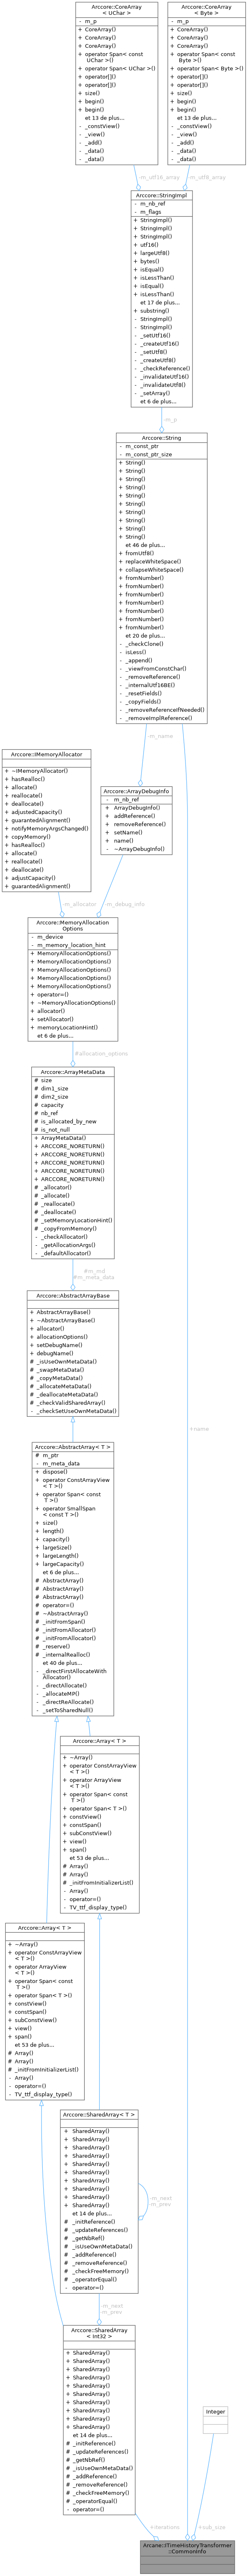 Arccore::CoreArray
< UChar >
- m_p
+ CoreArray()
+ CoreArray()
+ CoreArray()
+ operator Span< const
UChar >()
+ operator Span< UChar >()
+ operator[]()
+ operator[]()
+ size()
+ begin()
+ begin()
et 13 de plus...
- _constView()
- _view()
- _add()
- _data()
- _data()
Arccore::CoreArray
< Byte >
- m_p
+ CoreArray()
+ CoreArray()
+ CoreArray()
+ operator Span< const
Byte >()
+ operator Span< Byte >()
+ operator[]()
+ operator[]()
+ size()
+ begin()
+ begin()
et 13 de plus...
- _constView()
- _view()
- _add()
- _data()
- _data()
-m_utf16_array
-m_utf8_array
Arccore::StringImpl
- m_nb_ref
- m_flags
+ StringImpl()
+ StringImpl()
+ StringImpl()
+ utf16()
+ largeUtf8()
+ bytes()
+ isEqual()
+ isLessThan()
+ isEqual()
+ isLessThan()
et 17 de plus...
+ substring()
- StringImpl()
- StringImpl()
- _setUtf16()
- _createUtf16()
- _setUtf8()
- _createUtf8()
- _checkReference()
- _invalidateUtf16()
- _invalidateUtf8()
- _setArray()
et 6 de plus...
-m_p
Arccore::String
- m_const_ptr
- m_const_ptr_size
+ String()
+ String()
+ String()
+ String()
+ String()
+ String()
+ String()
+ String()
+ String()
+ String()
et 46 de plus...
+ fromUtf8()
+ replaceWhiteSpace()
+ collapseWhiteSpace()
+ fromNumber()
+ fromNumber()
+ fromNumber()
+ fromNumber()
+ fromNumber()
+ fromNumber()
+ fromNumber()
et 20 de plus...
- _checkClone()
- isLess()
- _append()
- _viewFromConstChar()
- _removeReference()
- _internalUtf16BE()
- _resetFields()
- _copyFields()
- _removeReferenceIfNeeded()
- _removeImplReference()
-m_name
Arccore::IMemoryAllocator
+ ~IMemoryAllocator()
+ hasRealloc()
+ allocate()
+ reallocate()
+ deallocate()
+ adjustedCapacity()
+ guarantedAlignment()
+ notifyMemoryArgsChanged()
+ copyMemory()
+ hasRealloc()
+ allocate()
+ reallocate()
+ deallocate()
+ adjustCapacity()
+ guarantedAlignment()
Arccore::ArrayDebugInfo
- m_nb_ref
+ ArrayDebugInfo()
+ addReference()
+ removeReference()
+ setName()
+ name()
- ~ArrayDebugInfo()
-m_allocator
-m_debug_info
Arccore::MemoryAllocation
Options
- m_device
- m_memory_location_hint
+ MemoryAllocationOptions()
+ MemoryAllocationOptions()
+ MemoryAllocationOptions()
+ MemoryAllocationOptions()
+ MemoryAllocationOptions()
+ operator=()
+ ~MemoryAllocationOptions()
+ allocator()
+ setAllocator()
+ memoryLocationHint()
et 6 de plus...
#allocation_options
Arccore::ArrayMetaData
# size
# dim1_size
# dim2_size
# capacity
# nb_ref
# is_allocated_by_new
# is_not_null
+ ArrayMetaData()
+ ARCCORE_NORETURN()
+ ARCCORE_NORETURN()
+ ARCCORE_NORETURN()
+ ARCCORE_NORETURN()
+ ARCCORE_NORETURN()
# _allocator()
# _allocate()
# _reallocate()
# _deallocate()
# _setMemoryLocationHint()
# _copyFromMemory()
- _checkAllocator()
- _getAllocationArgs()
- _defaultAllocator()
#m_md
#m_meta_data
Arccore::AbstractArrayBase
+ AbstractArrayBase()
+ ~AbstractArrayBase()
+ allocator()
+ allocationOptions()
+ setDebugName()
+ debugName()
# _isUseOwnMetaData()
# _swapMetaData()
# _copyMetaData()
# _allocateMetaData()
# _deallocateMetaData()
# _checkValidSharedArray()
- _checkSetUseOwnMetaData()
Arccore::AbstractArray< T >
# m_ptr
- m_meta_data
+ dispose()
+ operator ConstArrayView
< T >()
+ operator Span< const
T >()
+ operator SmallSpan
< const T >()
+ size()
+ length()
+ capacity()
+ largeSize()
+ largeLength()
+ largeCapacity()
et 6 de plus...
# AbstractArray()
# AbstractArray()
# AbstractArray()
# operator=()
# ~AbstractArray()
# _initFromSpan()
# _initFromAllocator()
# _initFromAllocator()
# _reserve()
# _internalRealloc()
et 40 de plus...
- _directFirstAllocateWith
Allocator()
- _directAllocate()
- _allocateMP()
- _directReAllocate()
- _setToSharedNull()
Arccore::Array< T >
+ ~Array()
+ operator ConstArrayView
< T >()
+ operator ArrayView
< T >()
+ operator Span< const
T >()
+ operator Span< T >()
+ constView()
+ constSpan()
+ subConstView()
+ view()
+ span()
et 53 de plus...
# Array()
# Array()
# _initFromInitializerList()
- Array()
- operator=()
- TV_ttf_display_type()
Arccore::Array< T >
+ ~Array()
+ operator ConstArrayView
< T >()
+ operator ArrayView
< T >()
+ operator Span< const
T >()
+ operator Span< T >()
+ constView()
+ constSpan()
+ subConstView()
+ view()
+ span()
et 53 de plus...
# Array()
# Array()
# _initFromInitializerList()
- Array()
- operator=()
- TV_ttf_display_type()
+name
Arccore::SharedArray< T >
+ SharedArray()
+ SharedArray()
+ SharedArray()
+ SharedArray()
+ SharedArray()
+ SharedArray()
+ SharedArray()
+ SharedArray()
+ SharedArray()
+ SharedArray()
et 14 de plus...
# _initReference()
# _updateReferences()
# _getNbRef()
# _isUseOwnMetaData()
# _addReference()
# _removeReference()
# _checkFreeMemory()
# _operatorEqual()
- operator=()
-m_next
-m_prev
-m_next
-m_prev
Arccore::SharedArray
< Int32 >
+ SharedArray()
+ SharedArray()
+ SharedArray()
+ SharedArray()
+ SharedArray()
+ SharedArray()
+ SharedArray()
+ SharedArray()
+ SharedArray()
+ SharedArray()
et 14 de plus...
# _initReference()
# _updateReferences()
# _getNbRef()
# _isUseOwnMetaData()
# _addReference()
# _removeReference()
# _checkFreeMemory()
# _operatorEqual()
- operator=()
Integer
+iterations
+sub_size
Arcane::ITimeHistoryTransformer
::CommonInfo